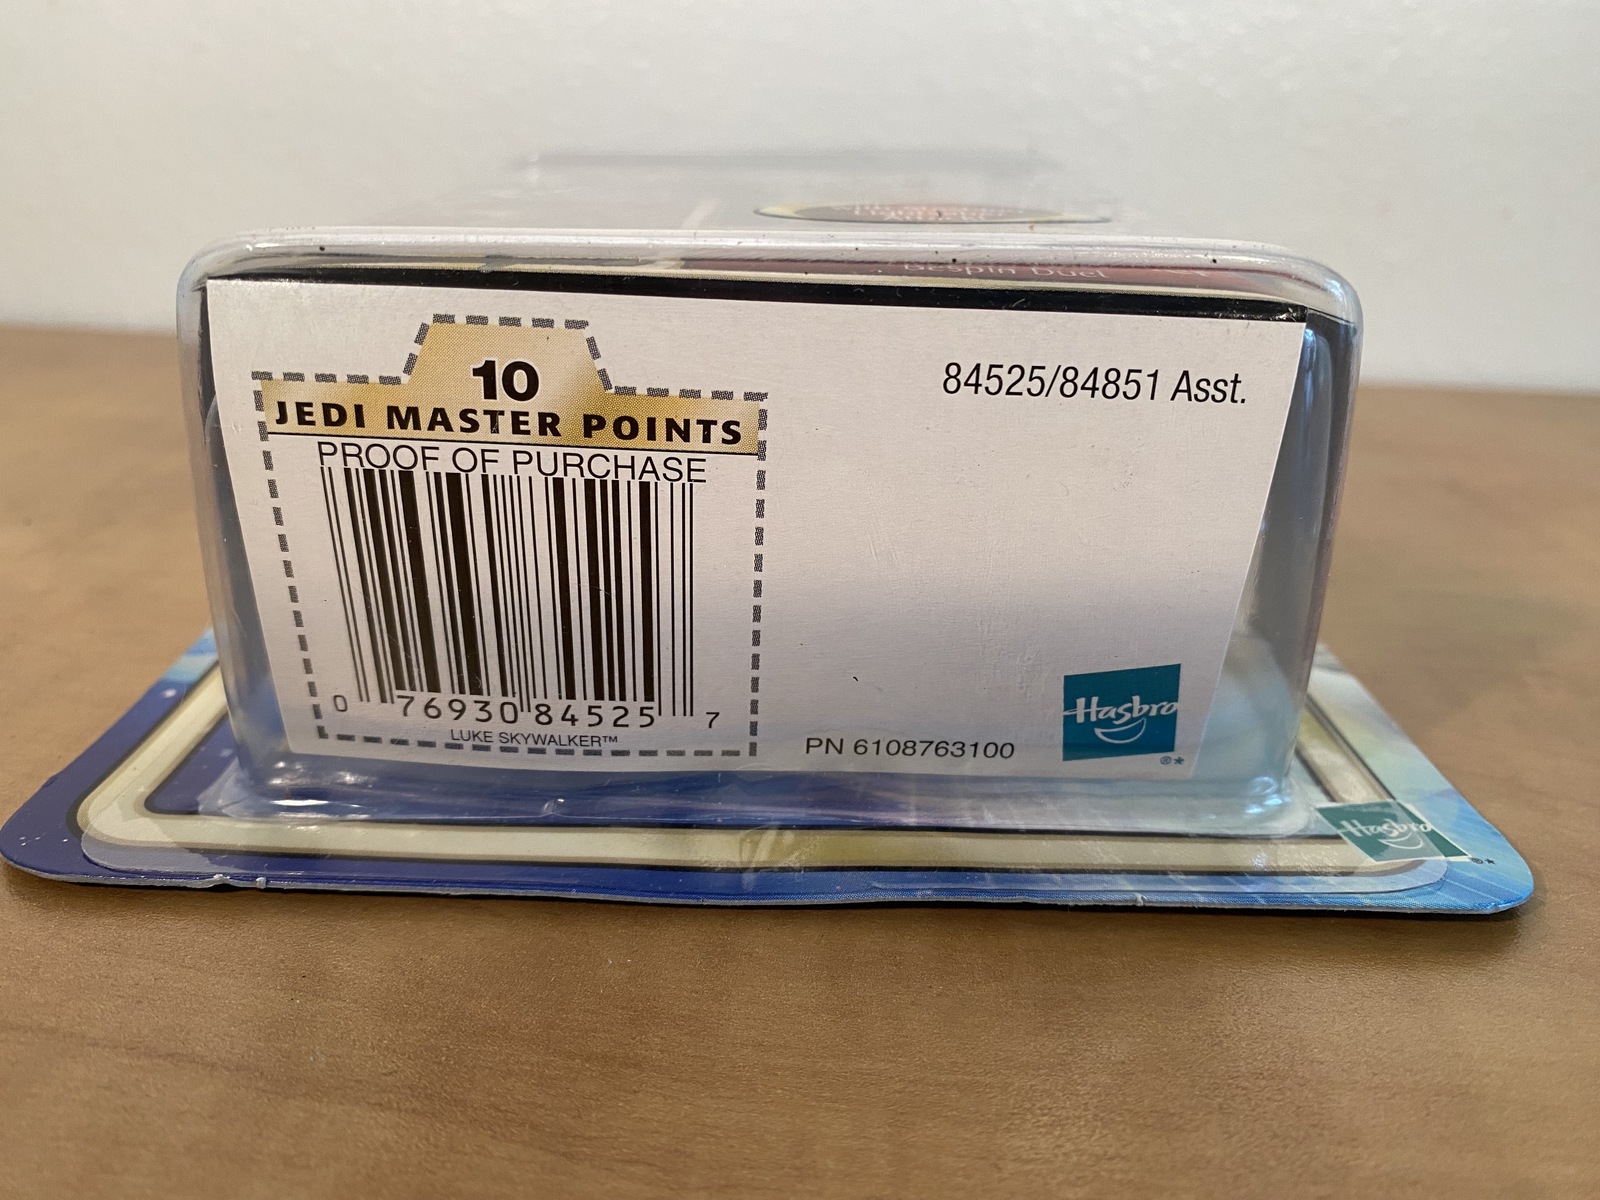 Bespin Duel
10
JEDI MASTER POINTS
PROOF OF PURCHASE
0 76930 84525 7
LUKE SKYWALKER™
84525/84851 Asst.
PN 6108763100
Hasbro
®*
Hasbro
®*